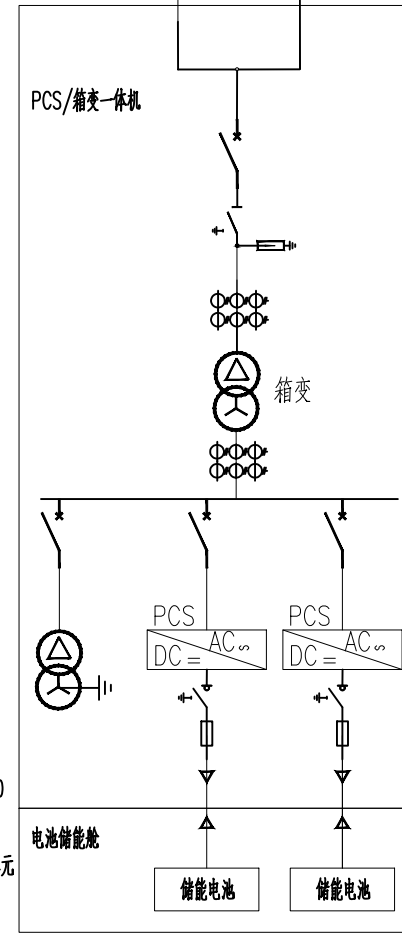 PCS/箱变一体机
箱变
PCS PCS
AC∽ AC∽
DC= DC=
)
电池储能舱
元
储能电池 储能电池